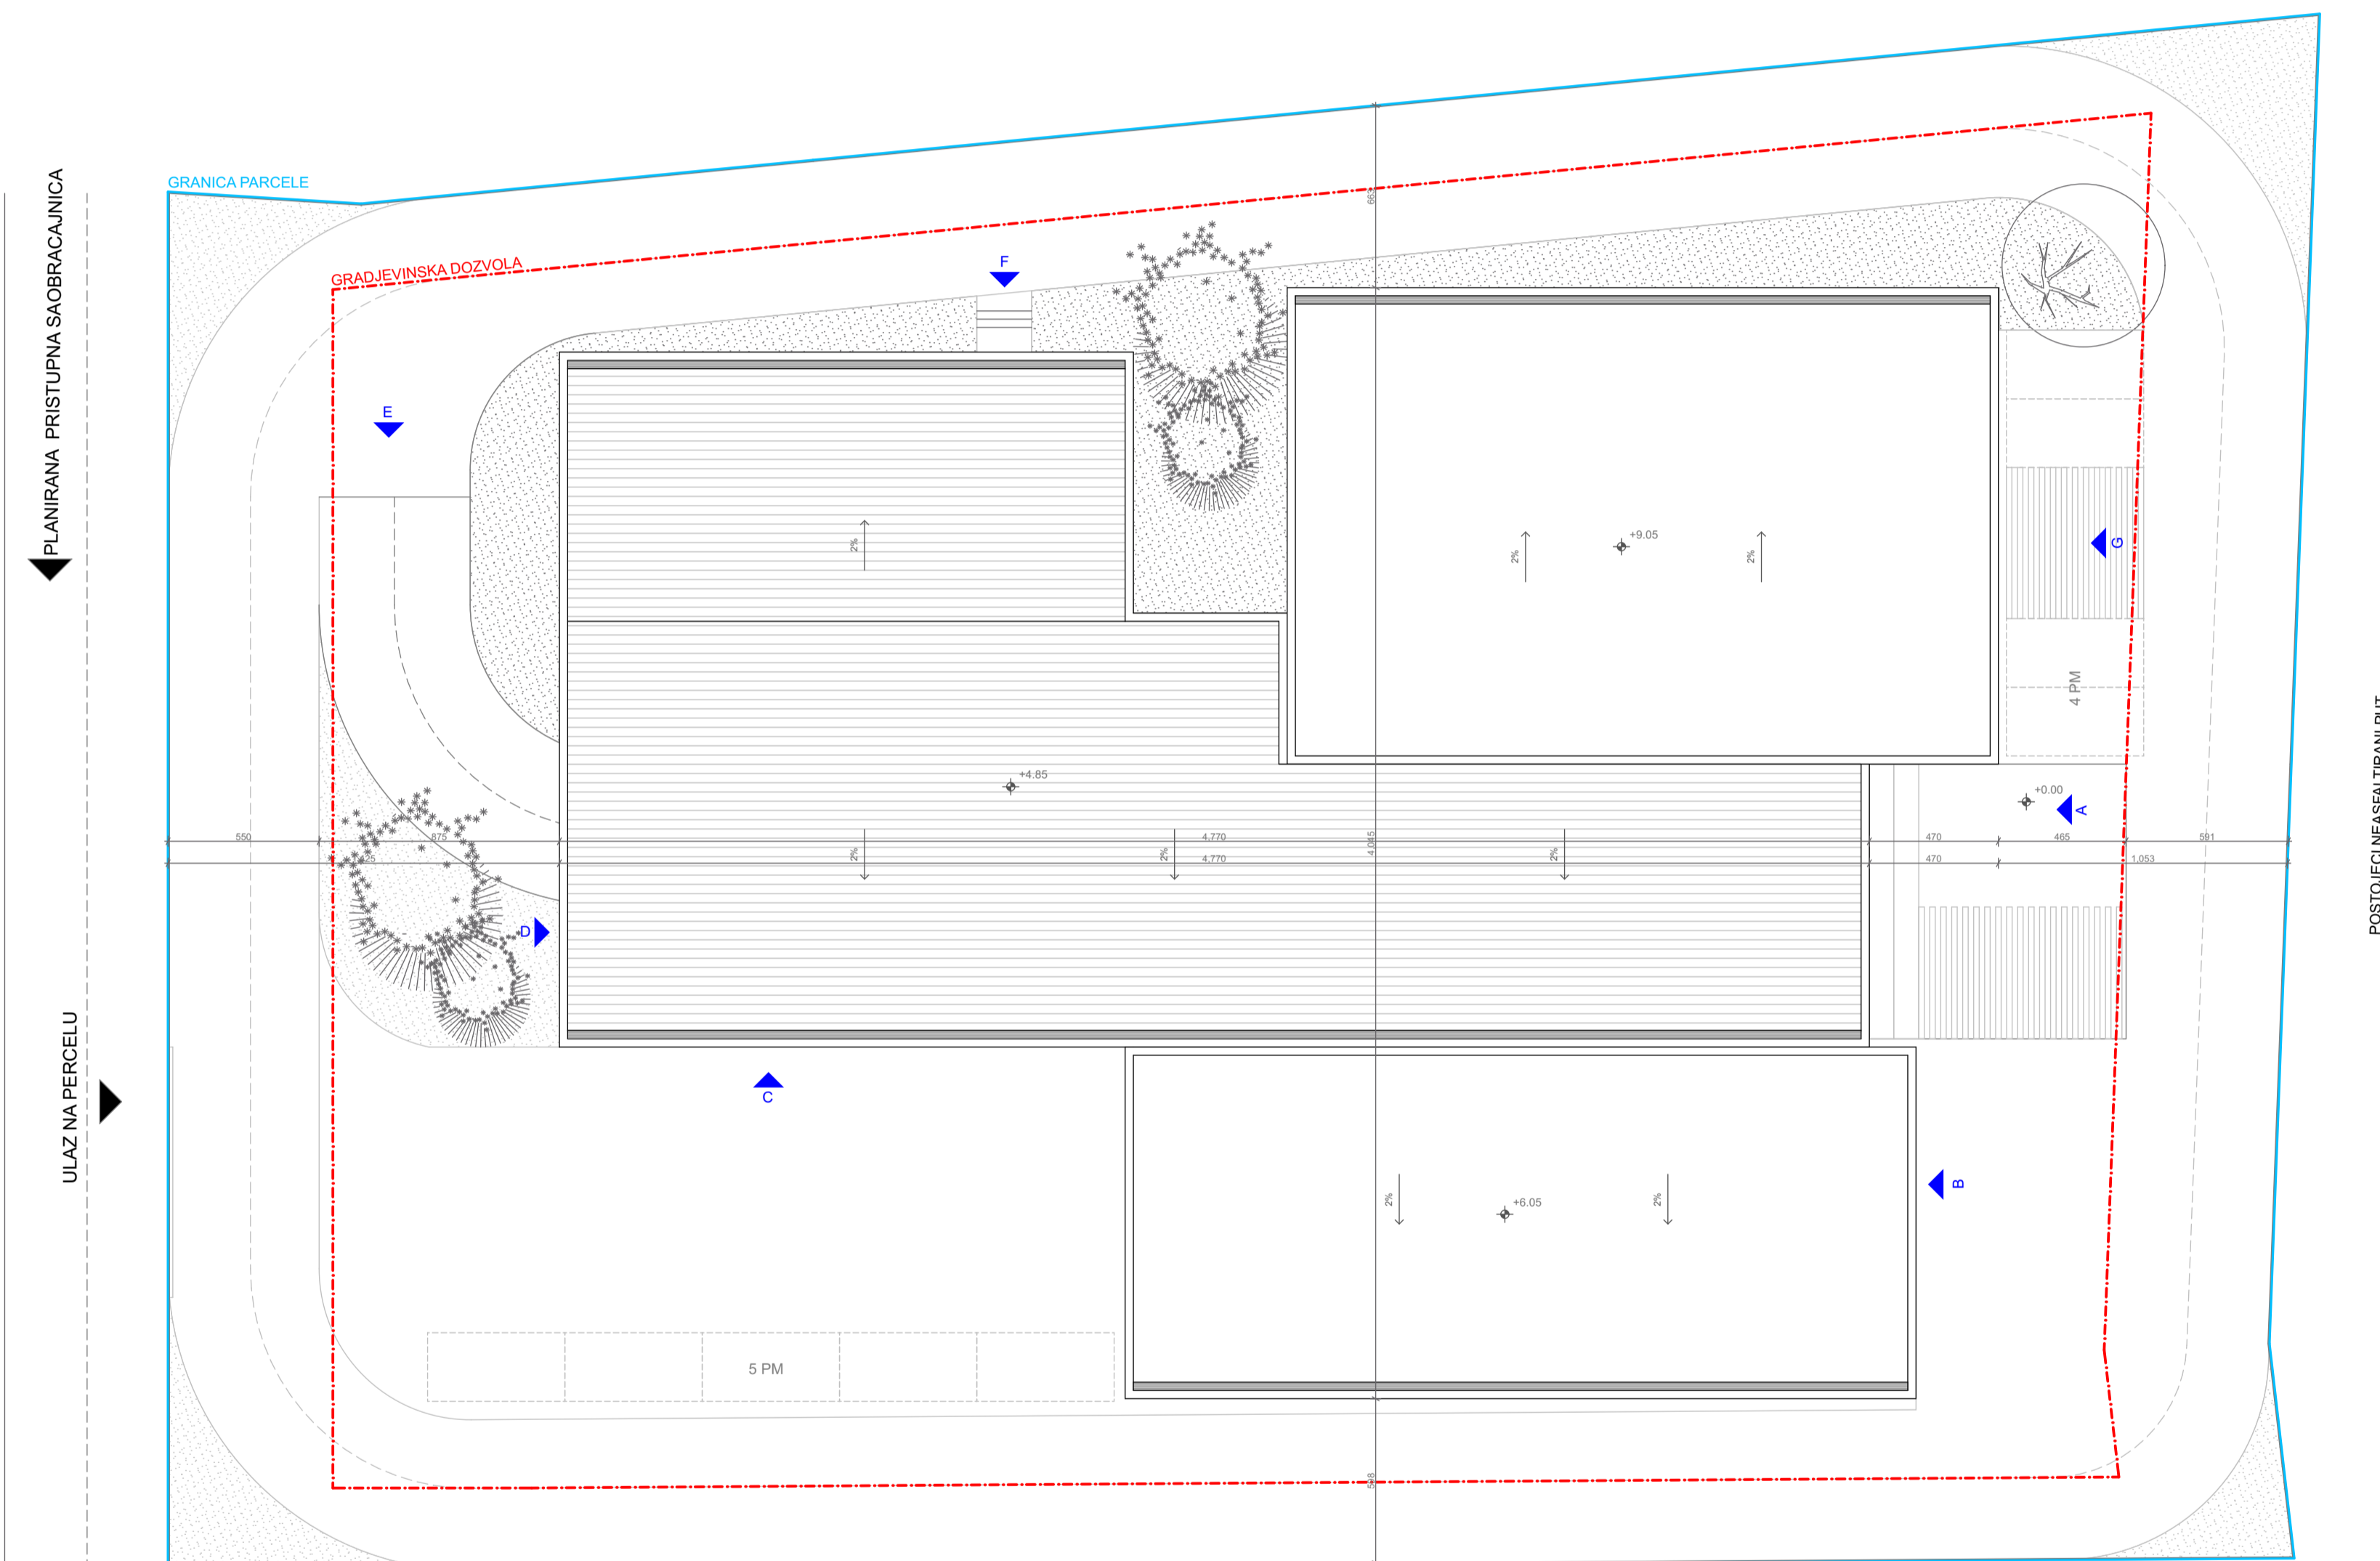 PLANIRANA PRISTUPNA SAOBRACAJNICA
GRANICA PARCELE
GRADJEVINSKA DOZVOLA
F
E
+9.05
2%
2%
2%
G
4 PM
+4.85
+0.00
A
550
875
4,770
4,045
470
465
591
4,770
470
1,053
2%
2%
2%
D
ULAZ NA PERCELU
C
B
2%
+6.05
2%
5 PM